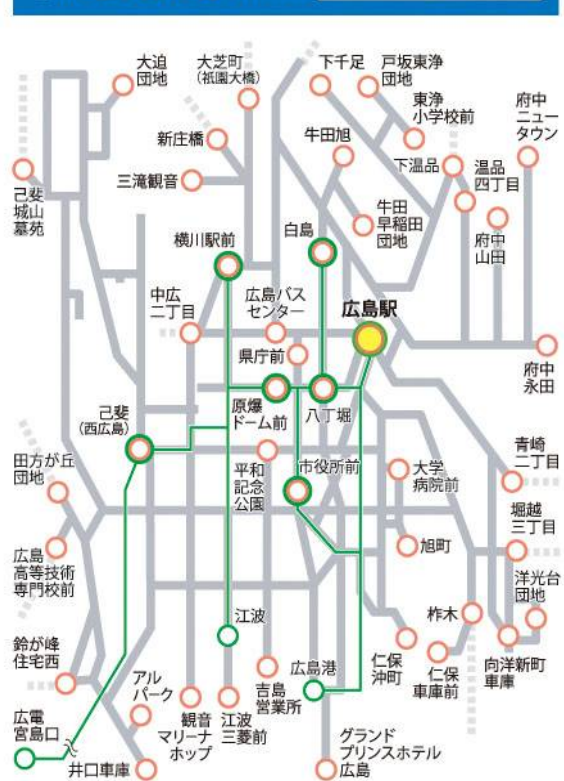 大迫
団地
大芝町
(祇園大橋)
下千足
戸坂東浄
団地
東浄
小学校前
府中
ニュー
タウン
新庄橋
牛田旭
下温品
温品
四丁目
三滝観音
己斐
城山
墓苑
牛田
早稲田
団地
府中
山田
横川駅前
白島
中広
二丁目
広島バス
センター
広島駅
県庁前
府中
永田
原爆
ドーム前
八丁堀
己斐
(西広島)
田方が丘
団地
平和
記念
公園
市役所前
大学
病院前
青崎
二丁目
堀越
三丁目
広島
高等技術
専門校前
旭町
洋光台
団地
江波
柞木
鈴が峰
住宅西
アル
パーク
広島港
仁保
沖町
仁保
車庫前
向洋新町
車庫
広電
宮島口
観音
マリーナ
ホップ
江波
三菱前
吉島
営業所
井口車庫
グランド
プリンスホテル
広島